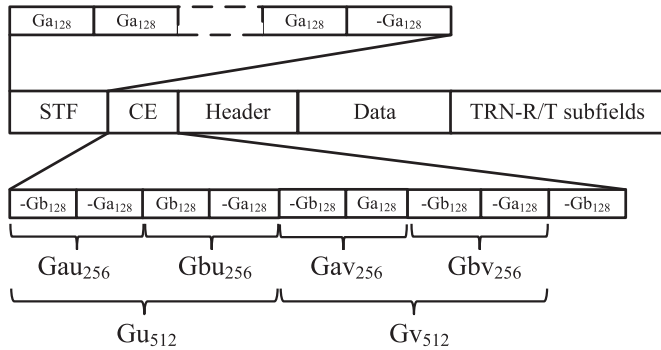 Ga128 Ga128 Ga128 -Ga128
STF CE Header Data TRN-R/T subfields
-Gb128 -Ga128 Gb128 -Ga128 -Gb128 Ga128 -Gb128 -Ga128 -Gb128
Gau256 Gbu256 Gav256 Gbv256
Gu512 Gv512